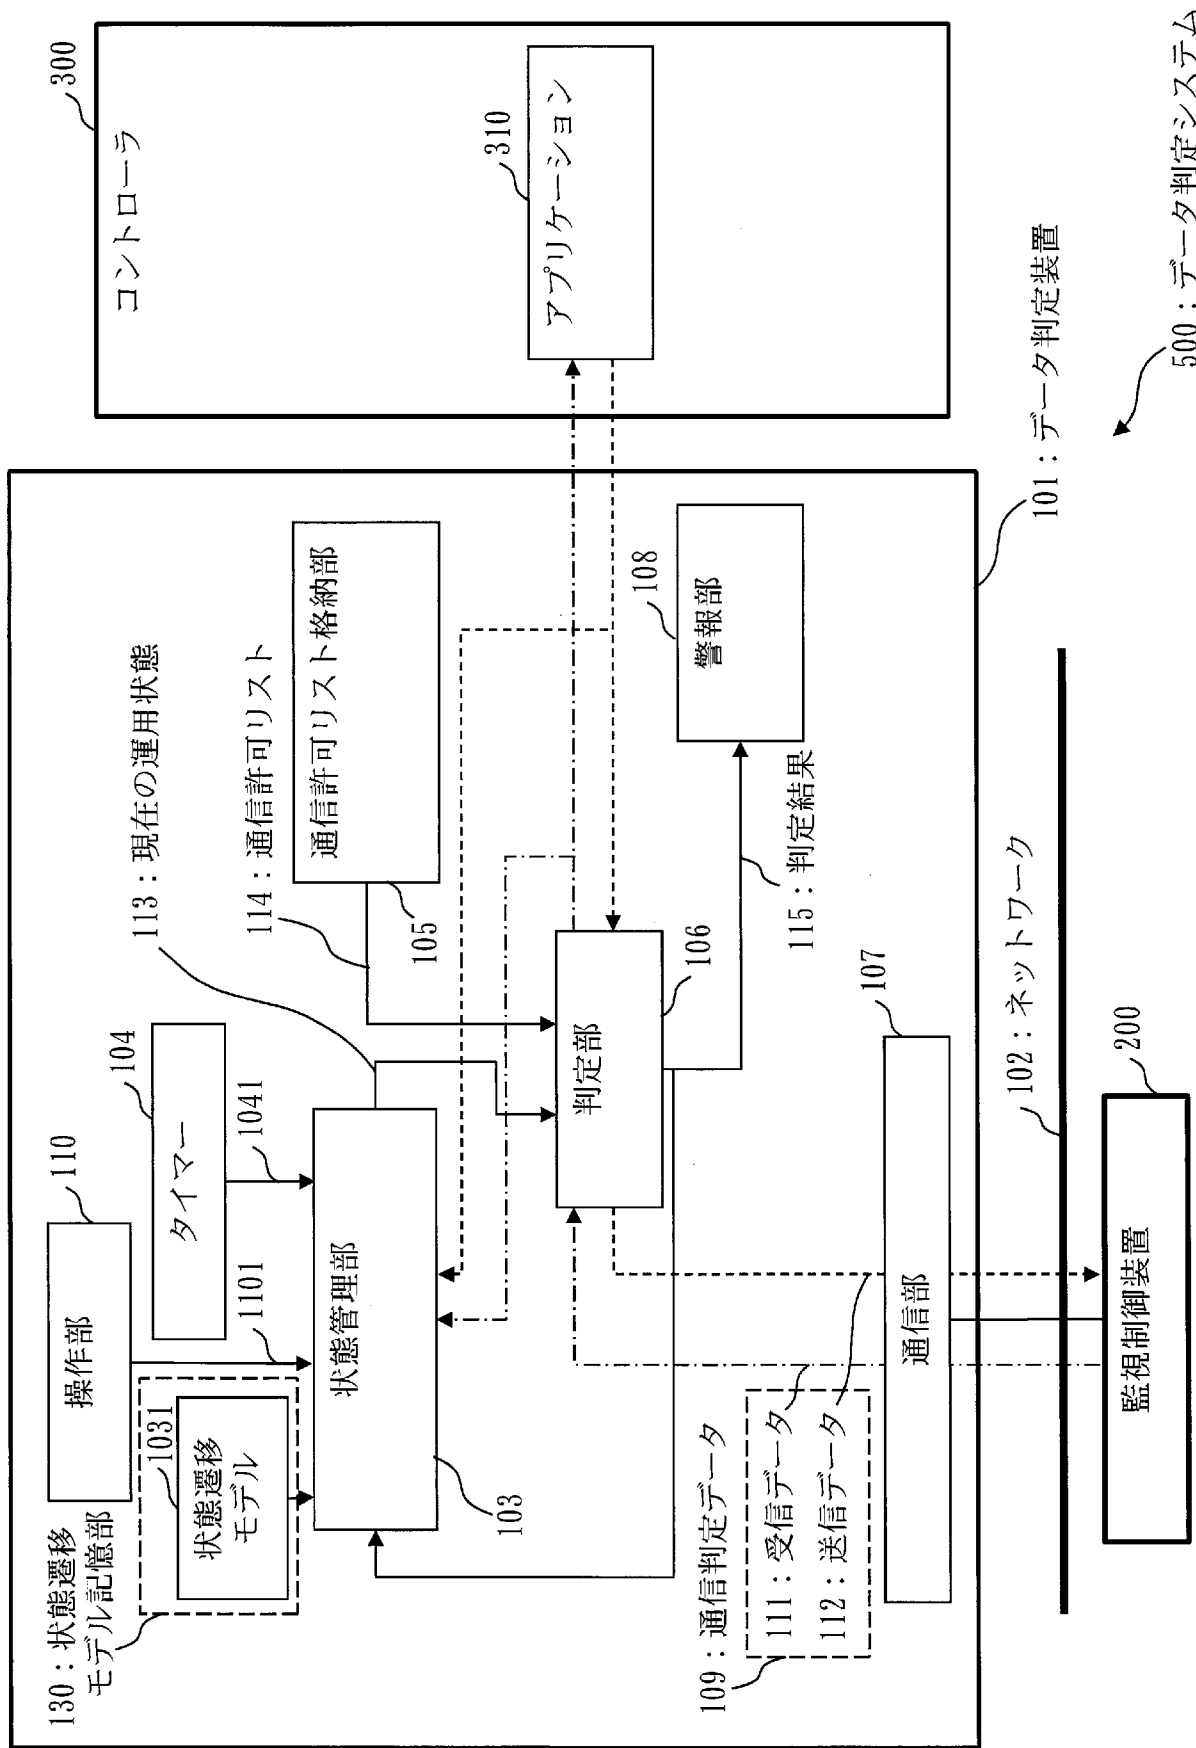 130：状態遷移
モデル記憶部
操作部
110
状態遷移
モデル
1031
1101
タイマー
104
1041
状態管理部
103
113：現在の運用状態
114：通信許可リスト
通信許可リスト格納部
105
判定部
106
警報部
108
115：判定結果
109：通信判定データ
111：受信データ
112：送信データ
通信部
107
コントローラ
300
アプリケーション
310
101：データ判定装置
102：ネットワーク
監視制御装置
200
500：データ判定システム